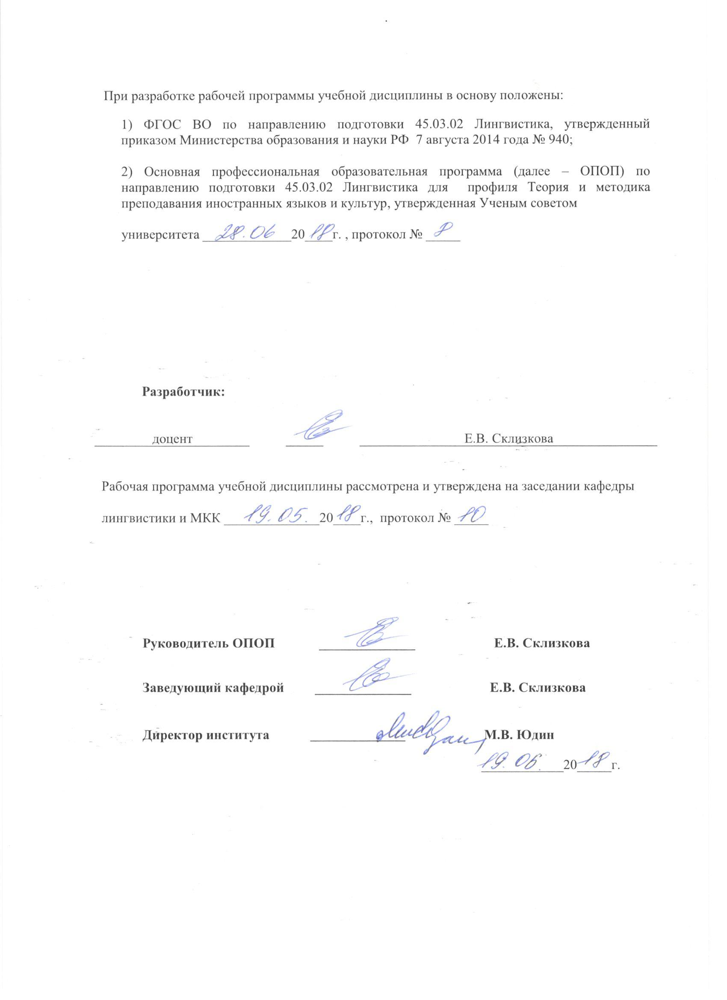 При разработке рабочей программы учебной дисциплины в основу положены:
1) ФГОС ВО по направлению подготовки 45.03.02 Лингвистика, утвержденный
приказом Министерства образования и науки РФ 7 августа 2014 года № 940;
2) Основная профессиональная образовательная программа (далее – ОПОП) по
направлению подготовки 45.03.02 Лингвистика для профиля Теория и методика
преподавания иностранных языков и культур, утвержденная Ученым советом
университета 28.06 2018г. , протокол № 8
Разработчик:
доцент Е.В. Склизкова
Рабочая программа учебной дисциплины рассмотрена и утверждена на заседании кафедры
лингвистики и МКК 19.05. 2018г., протокол № 10
Руководитель ОПОП Е.В. Склизкова
Заведующий кафедрой Е.В. Склизкова
Директор института М.В. Юдин
19.06. 2018г.